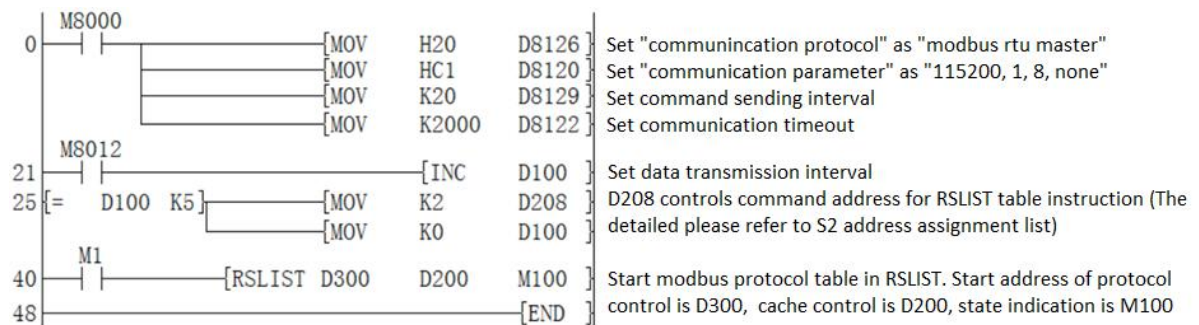 M8000
0 [MOV H20 D8126] Set "communincation protocol" as "modbus rtu master"
[MOV HC1 D8120] Set "communication parameter" as "115200, 1, 8, none"
[MOV K20 D8129] Set command sending interval
[MOV K2000 D8122] Set communication timeout
M8012
21 [INC D100] Set data transmission interval
25 [= D100 K5] [MOV K2 D208] D208 controls command address for RSLIST table instruction (The
[MOV K0 D100] detailed please refer to S2 address assignment list)
M1
40 [RSLIST D300 D200 M100] Start modbus protocol table in RSLIST. Start address of protocol
48 [END] control is D300, cache control is D200, state indication is M100